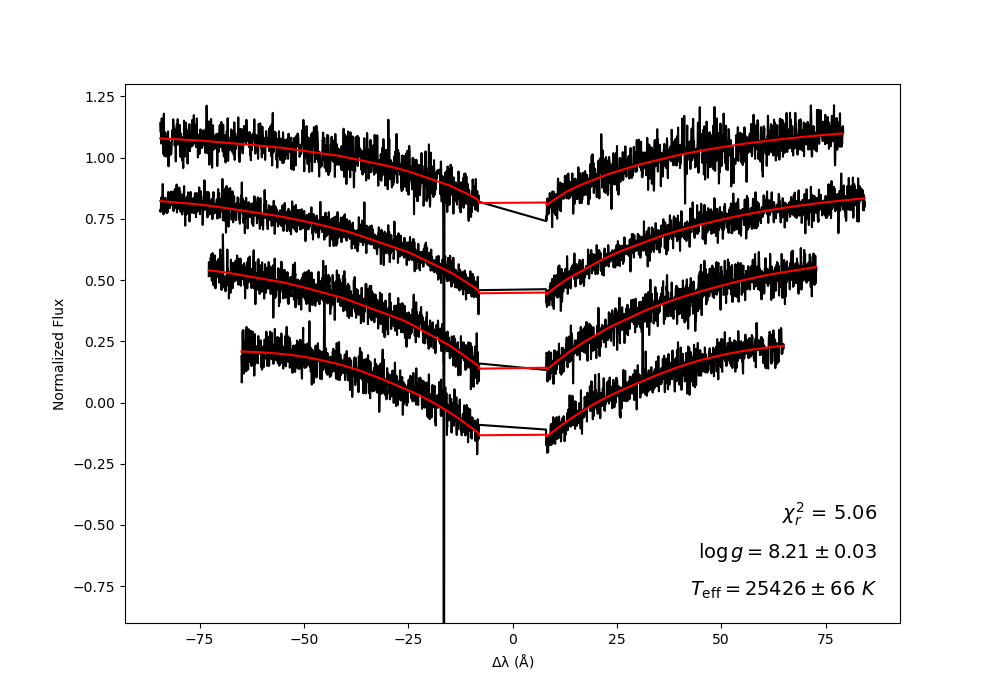 1.25
1.00
0.75
0.50
0.25
0.00
−0.25
−0.50
−0.75
Normalized Flux
χ²ᵣ = 5.06
log g = 8.21 ± 0.03
T_eff = 25426 ± 66 K
−75 −50 −25 0 25 50 75
Δλ (Å)